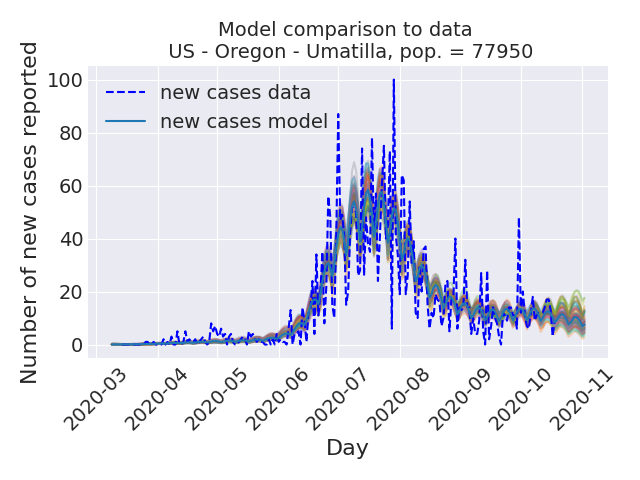 Model comparison to data
US - Oregon - Umatilla, pop. = 77950
Number of new cases reported
100
80
60
40
20
0
new cases data
new cases model
2020-03
2020-04
2020-05
2020-06
2020-07
2020-08
2020-09
2020-10
2020-11
Day